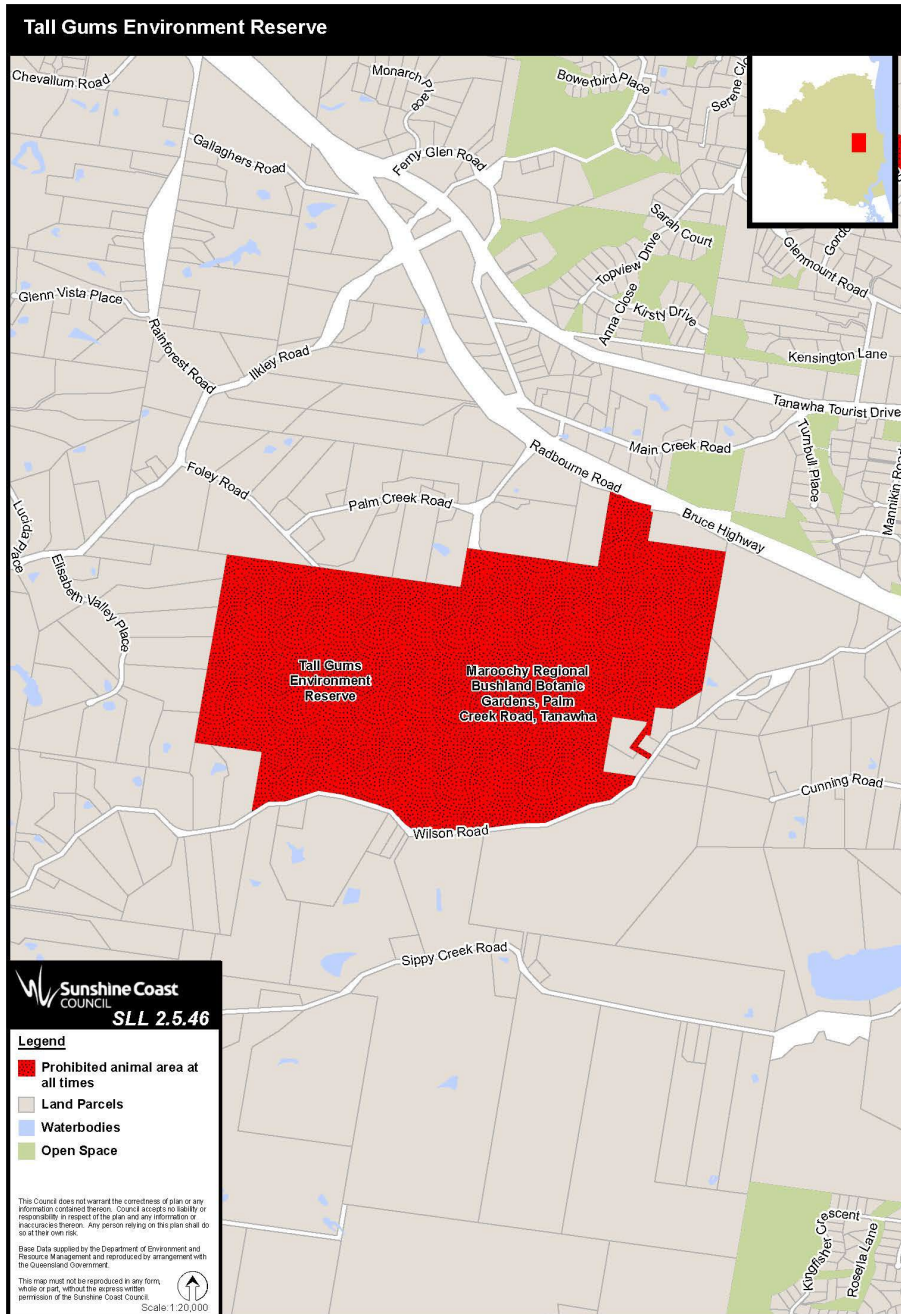 Tall Gums Environment Reserve
Chevallum Road
Monarch Place
Bowerbird Place
Serene Clo
Gallaghers Road
Ferny Glen Road
Sarah Court
Gordo
Glenmount Road
Topview Drive
Glenn Vista Place
Anna Close
Kirsty Drive
Rainforest Road
Ilkley Road
Kensington Lane
Tanawha Tourist Drive
Main Creek Road
Turnbull Place
Radbourne Road
Mannikin Road
Foley Road
Palm Creek Road
Lucida Place
Bruce Highway
Elisabeth Valley Place
Tall Gums
Environment
Reserve
Maroochy Regional
Bushland Botanic
Gardens, Palm
Creek Road, Tanawha
Cunning Road
Wilson Road
Sippy Creek Road
Sunshine Coast
COUNCIL
SLL 2.5.46
Legend
Prohibited animal area at
all times
Land Parcels
Waterbodies
Open Space
This Council does not warrant the correctness of plan or any
information contained thereon. Council accepts no liability or
responsibility in respect of the plan and any information or
inaccuracies thereon. Any person relying on this plan shall do
so at their own risk.
Base Data supplied by the Department of Environment and
Resource Management and reproduced by arrangement with
the Queensland Government.
This map must not be reproduced in any form,
whole or part, without the express written
permission of the Sunshine Coast Council.
Scale:1:20,000
Kingfisher Crescent
Rosella Lane